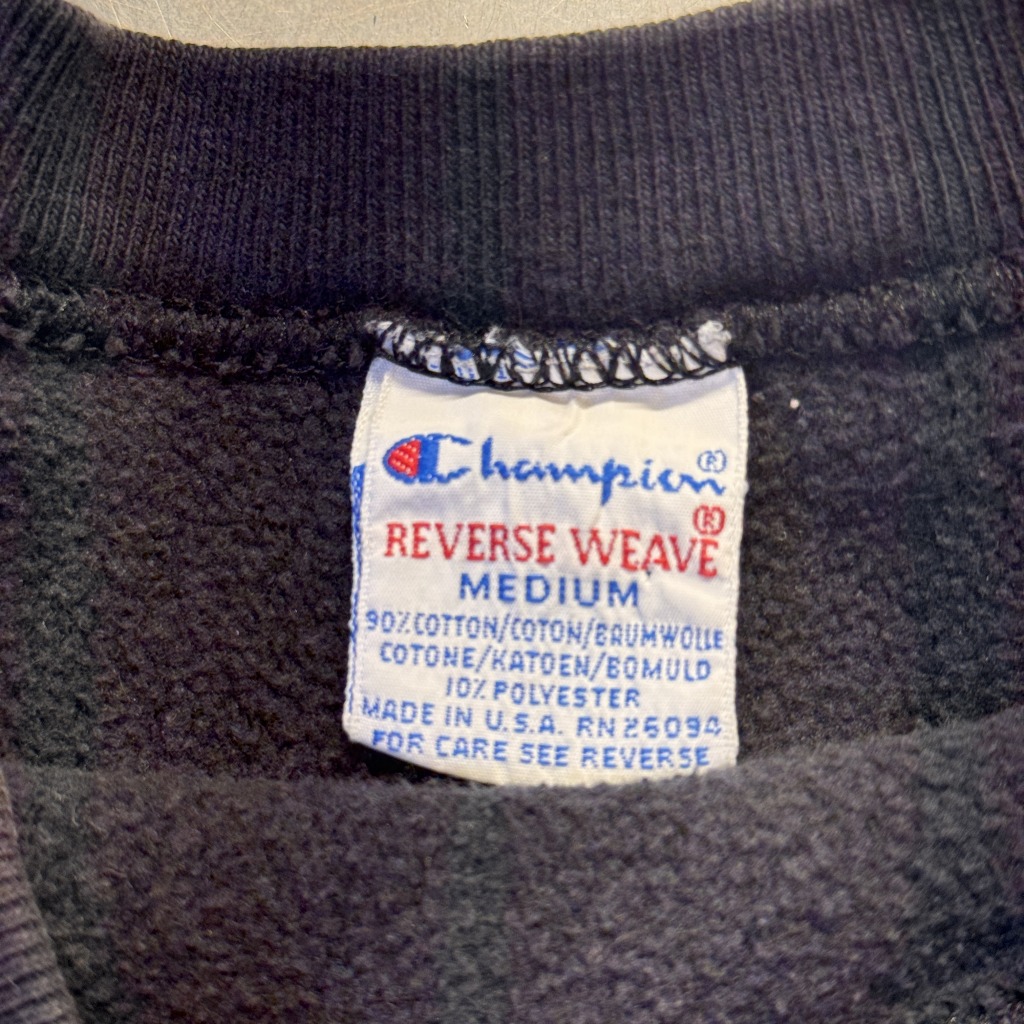 Champion®
REVERSE WEAVE®
MEDIUM
90% COTTON/COTON/BAUMWOLLE
COTONE/KATOEN/BOMULD
10% POLYESTER
MADE IN U.S.A. RN 26094
FOR CARE SEE REVERSE